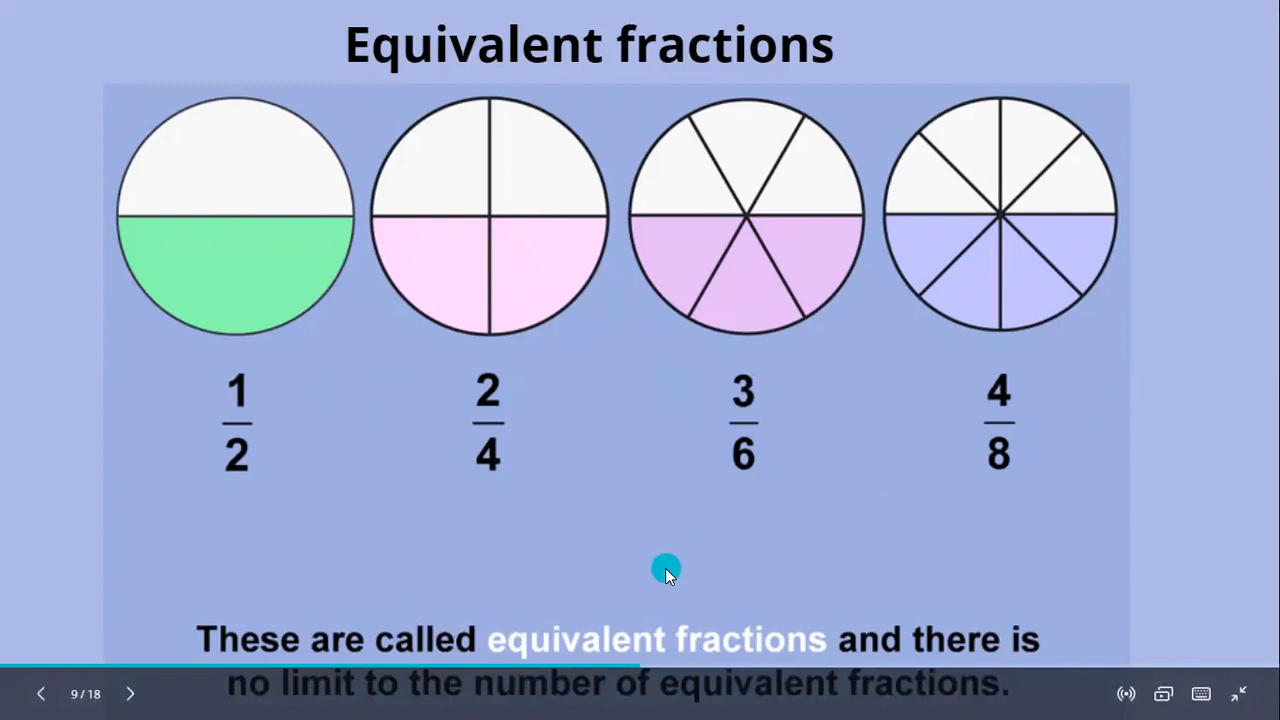 Equivalent fractions
1 2 3 4
2 4 6 8
These are called equivalent fractions and there is
no limit to the number of equivalent fractions.
9 / 18